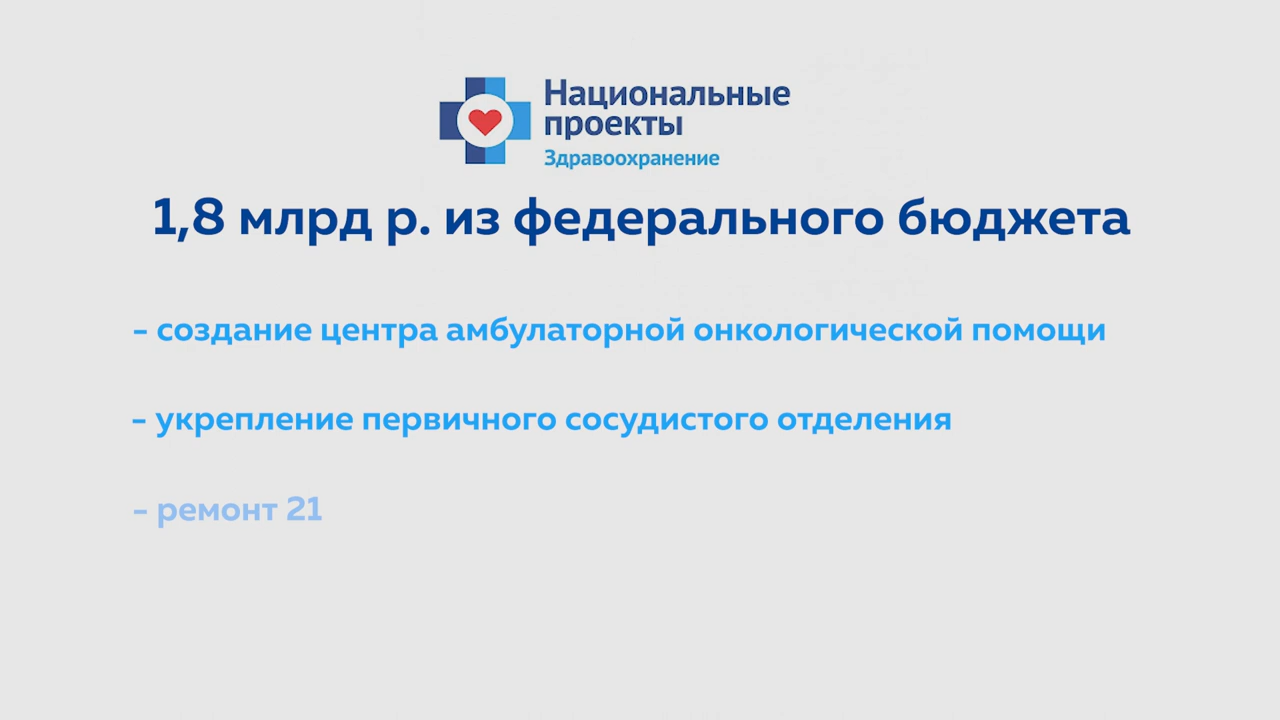 Национальные
проекты
Здравоохранение
1,8 млрд р. из федерального бюджета
- создание центра амбулаторной онкологической помощи
- укрепление первичного сосудистого отделения
- ремонт 21